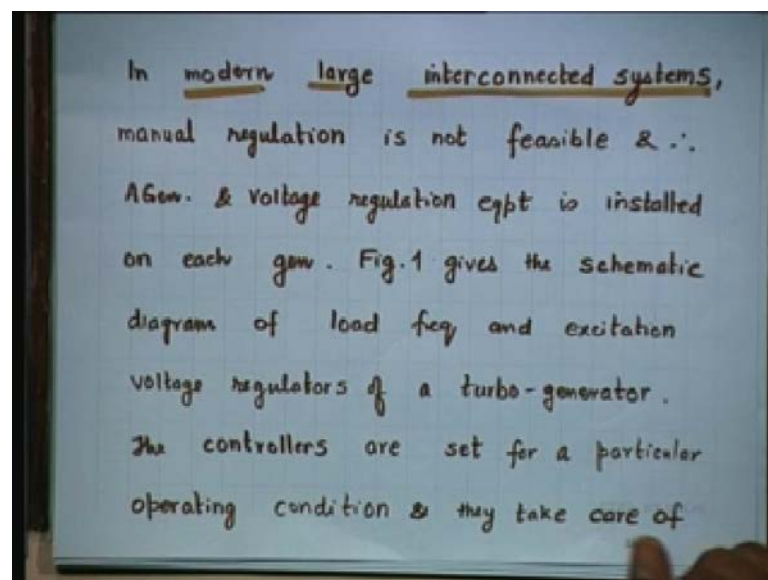 In modern large interconnected systems,
manual regulation is not feasible & ∴
AGen. & voltage regulation eqpt is installed
on each gen. Fig.1 gives the schematic
diagram of load freq and excitation
voltage regulators of a turbo-generator.
The controllers are set for a particular
operating condition & they take care of